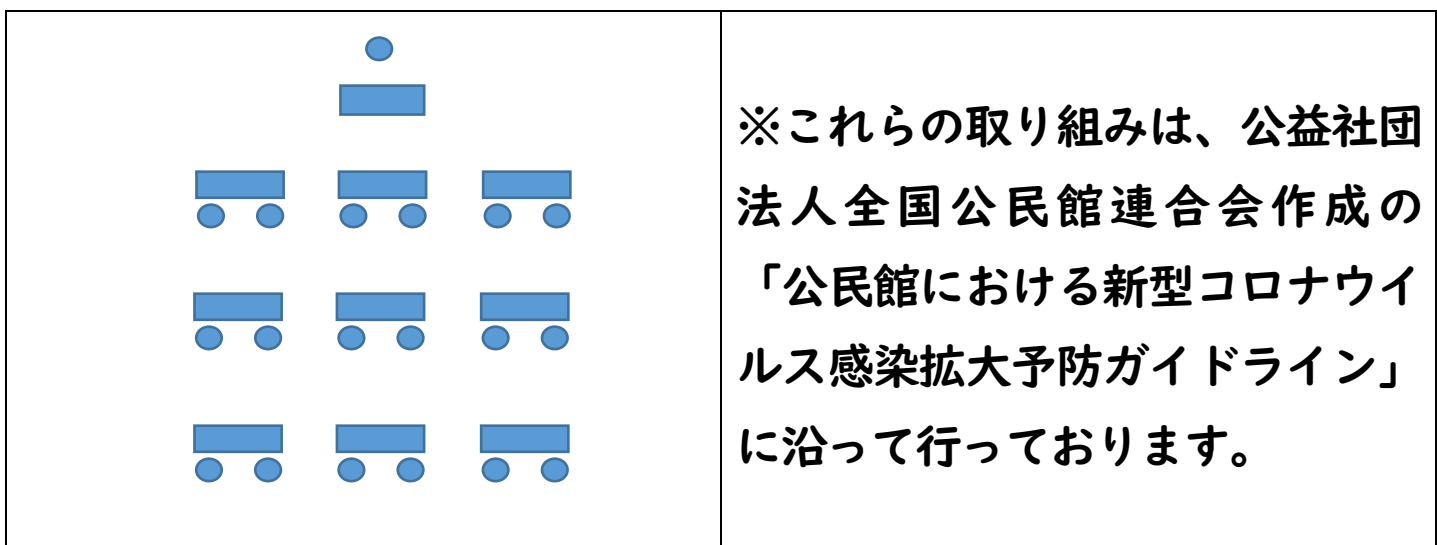 ※これらの取り組みは、公益社団
法人全国公民館連合会作成の
「公民館における新型コロナウイ
ルス感染拡大予防ガイドライン」
に沿って行っております。